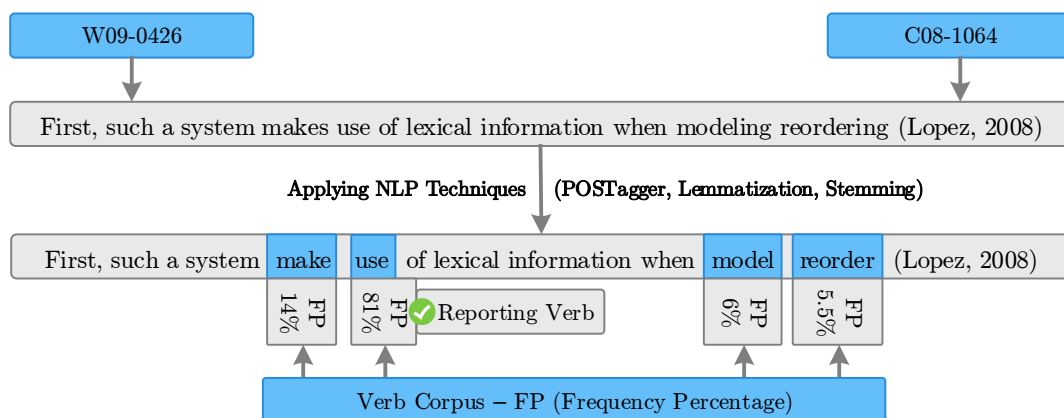 W09-0426
C08-1064
First, such a system makes use of lexical information when modeling reordering (Lopez, 2008)
Applying NLP Techniques (POSTagger, Lemmatization, Stemming)
First, such a system make use of lexical information when model reorder (Lopez, 2008)
FP 14%
FP 81%
Reporting Verb
FP 6%
FP 5.5%
Verb Corpus – FP (Frequency Percentage)